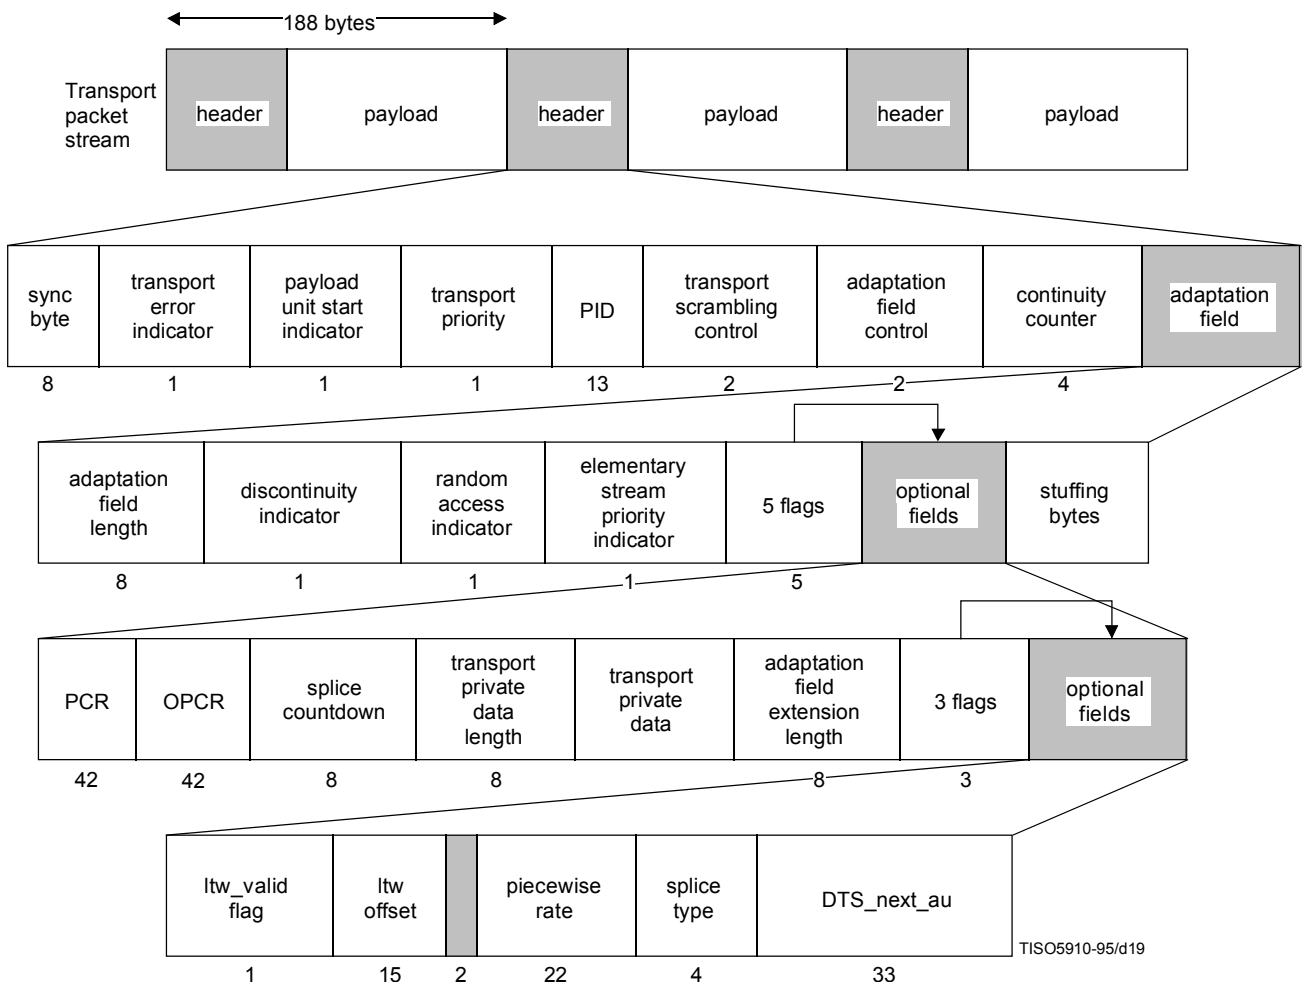 188 bytes
Transport
packet
stream
header
payload
header
payload
header
payload
sync
byte
transport
error
indicator
payload
unit start
indicator
transport
priority
PID
transport
scrambling
control
adaptation
field
control
continuity
counter
adaptation
field
8
1
1
1
13
2
2
4
adaptation
field
length
discontinuity
indicator
random
access
indicator
elementary
stream
priority
indicator
5 flags
optional
fields
stuffing
bytes
8
1
1
1
5
PCR
OPCR
splice
countdown
transport
private
data
length
transport
private
data
adaptation
field
extension
length
3 flags
optional
fields
42
42
8
8
8
3
ltw_valid
flag
ltw
offset
piecewise
rate
splice
type
DTS_next_au
TISO5910-95/d19
1
15
2
22
4
33